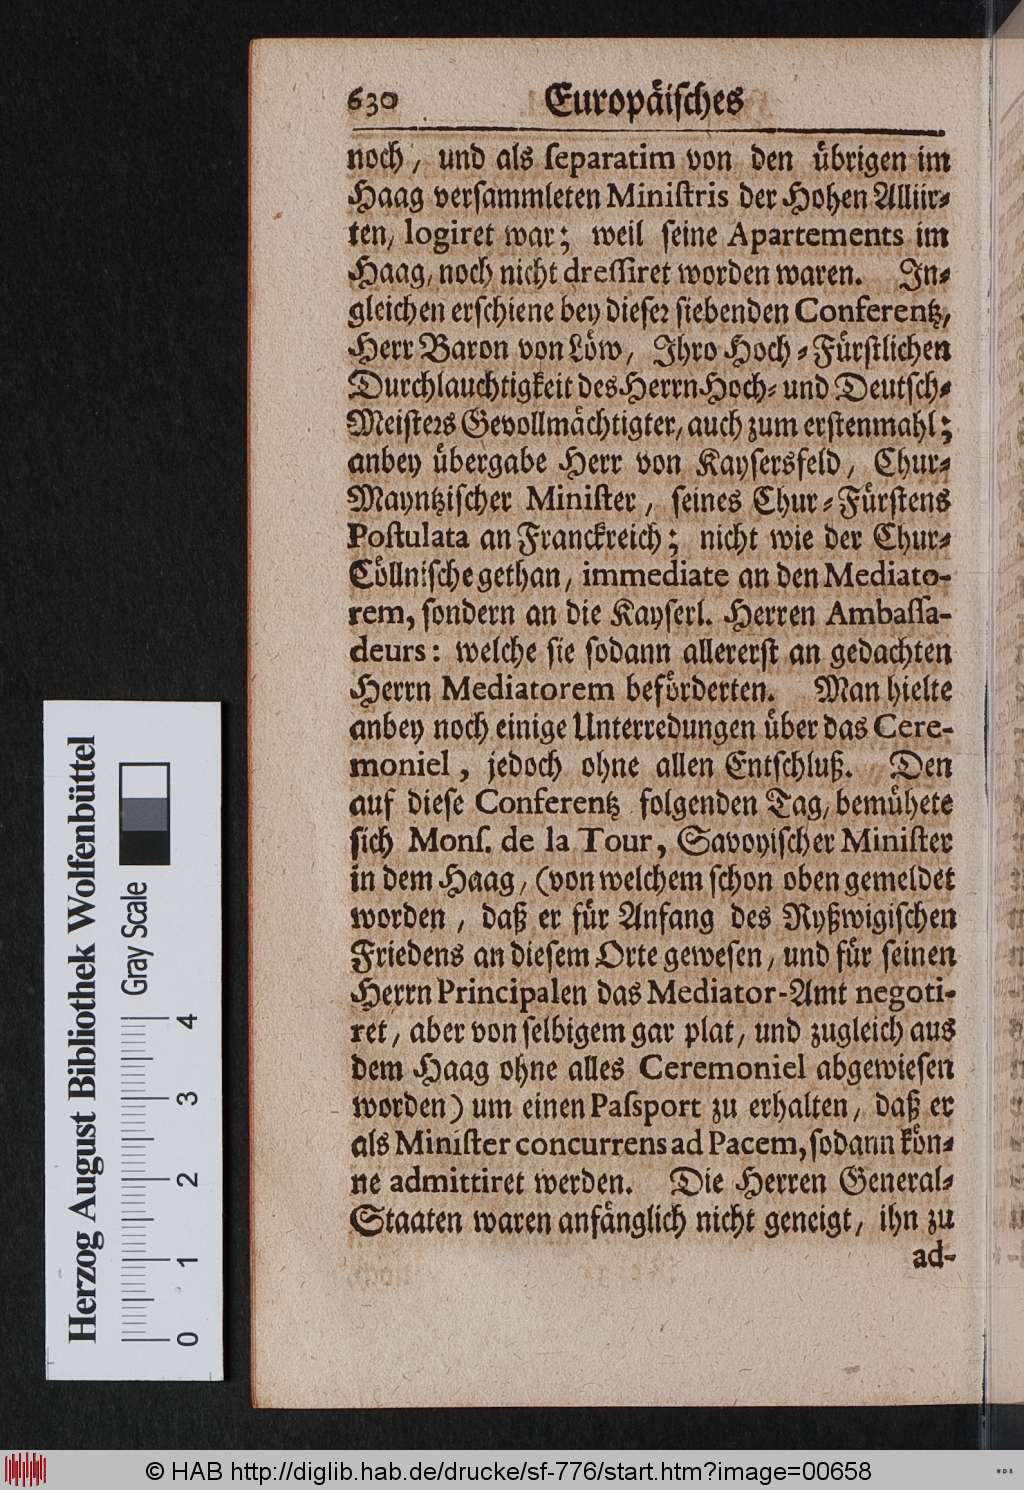 630 Europäiſches
noch, und als ſeparatim von den übrigen im
Haag verſammleten Miniſtris der Hohen Alliir-
ten, logiret war; weil ſeine Apartements im
Haag, noch nicht dreſſiret worden waren. In-
gleichen erſchiene bey dieſer ſiebenden Conferentz,
Herr Baron von Löw, Ihro Hoch-Fürſtlichen
Durchlauchtigkeit des Herrn Hoch- und Deutſch-
Meiſters Gevollmächtigter, auch zum erſtenmahl;
anbey übergabe Herr von Kayſersfeld, Chur-
Mayntziſcher Miniſter, ſeines Chur-Fürſtens
Poſtulata an Franckreich; nicht wie der Chur-
Cöllniſche gethan, immediate an den Mediato-
rem, ſondern an die Kayſerl. Herren Ambaſſa-
deurs: welche ſie ſodann allererſt an gedachten
Herrn Mediatorem beförderten. Man hielte
anbey noch einige Unterredungen über das Cere-
moniel, jedoch ohne allen Entſchluß. Den
auf dieſe Conferentz folgenden Tag, bemühete
ſich Monſ. de la Tour, Savoyiſcher Miniſter
in dem Haag, (von welchem ſchon oben gemeldet
worden, daß er für Anfang des Ryßwigiſchen
Friedens an dieſem Orte geweſen, und für ſeinen
Herrn Principalen das Mediator-Amt negoti-
ret, aber von ſelbigem gar plat, und zugleich aus
dem Haag ohne alles Ceremoniel abgewieſen
worden) um einen Paſsport zu erhalten, daß er
als Miniſter concurrens ad Pacem, ſodann kön-
ne admittiret werden. Die Herren General-
Staaten waren anfänglich nicht geneigt, ihn zu
ad-
Herzog August Bibliothek Wolfenbüttel
Gray Scale
0 1 2 3 4
© HAB http://diglib.hab.de/drucke/sf-776/start.htm?image=00658